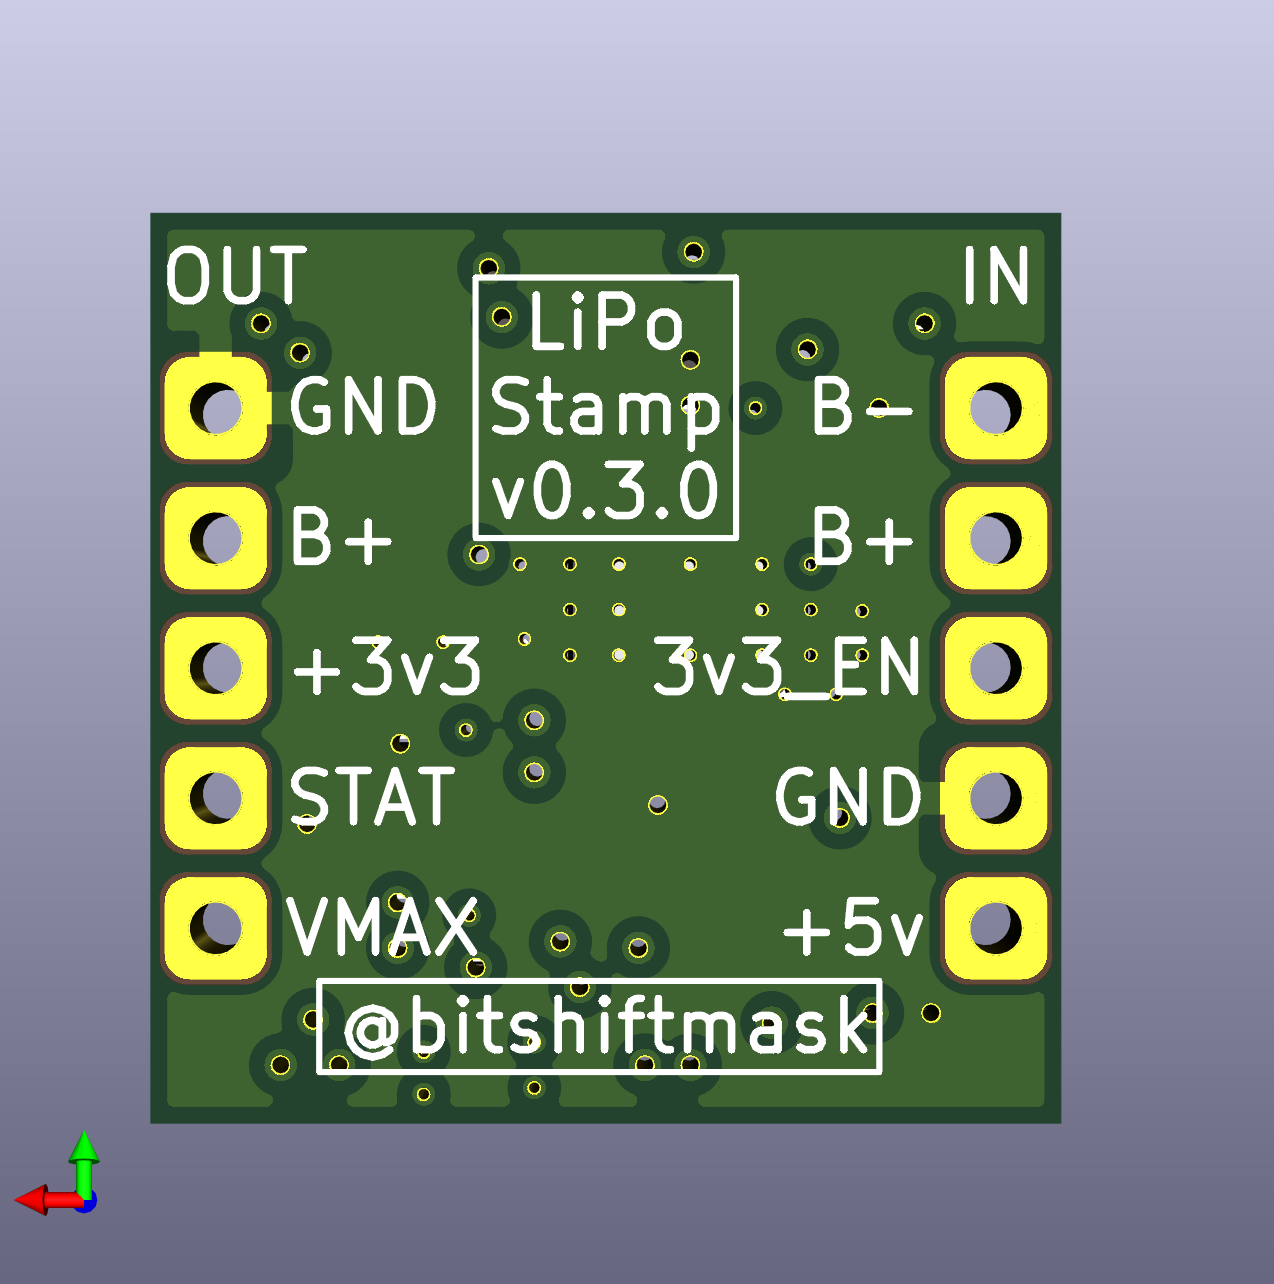 OUT
IN
LiPo
Stamp
v0.3.0
GND
B-
B+
B+
+3v3
3v3_EN
STAT
GND
VMAX
+5v
@bitshiftmask